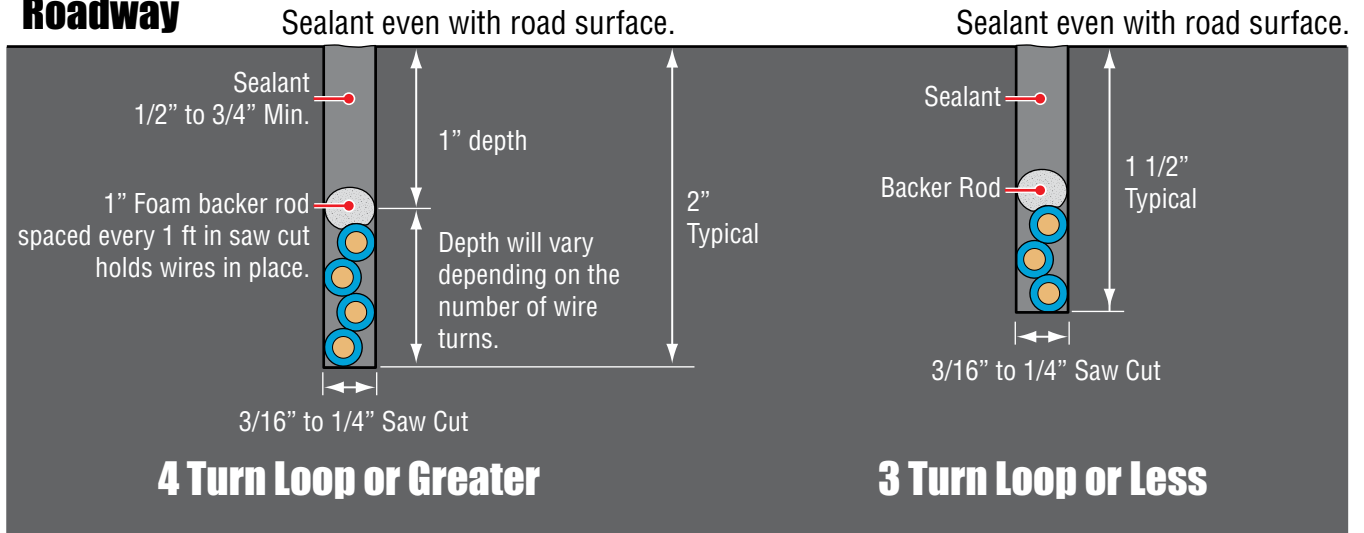 Roadway
Sealant even with road surface.
Sealant even with road surface.
Sealant
1/2” to 3/4” Min.
1” depth
1” Foam backer rod
spaced every 1 ft in saw cut
holds wires in place.
Depth will vary
depending on the
number of wire
turns.
2”
Typical
3/16” to 1/4” Saw Cut
4 Turn Loop or Greater
Sealant
Backer Rod
1 1/2”
Typical
3/16” to 1/4” Saw Cut
3 Turn Loop or Less